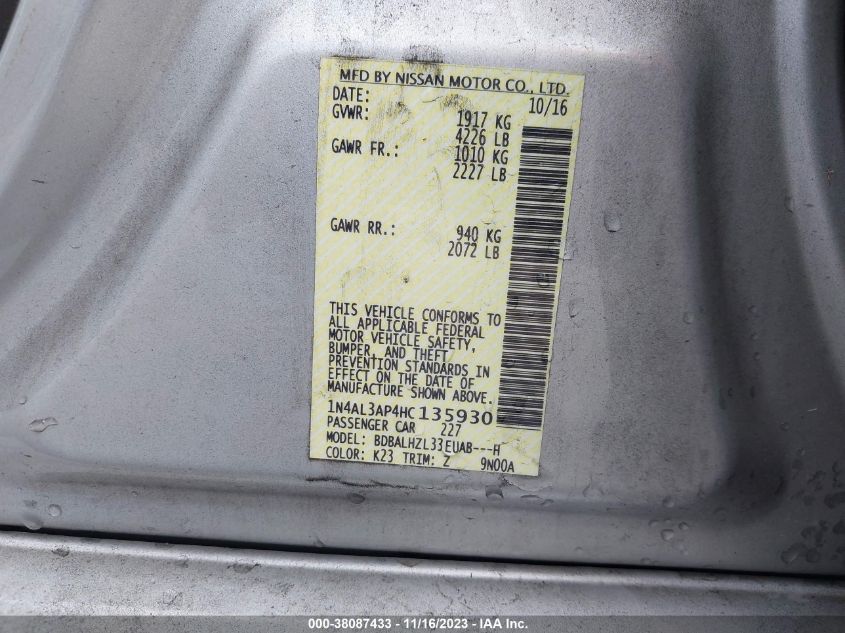 MFD BY NISSAN MOTOR CO., LTD.
DATE: 10/16
GVWR: 1917 KG
4226 LB
GAWR FR.: 1010 KG
2227 LB
GAWR RR.: 940 KG
2072 LB
THIS VEHICLE CONFORMS TO
ALL APPLICABLE FEDERAL
MOTOR VEHICLE SAFETY,
BUMPER, AND THEFT
PREVENTION STANDARDS IN
EFFECT ON THE DATE OF
MANUFACTURE SHOWN ABOVE.
1N4AL3AP4HC135930
PASSENGER CAR 227
MODEL: BDBALHZL33EUAB---H
COLOR: K23 TRIM: Z 9N00A
000-38087433 - 11/16/2023 - IAA Inc.